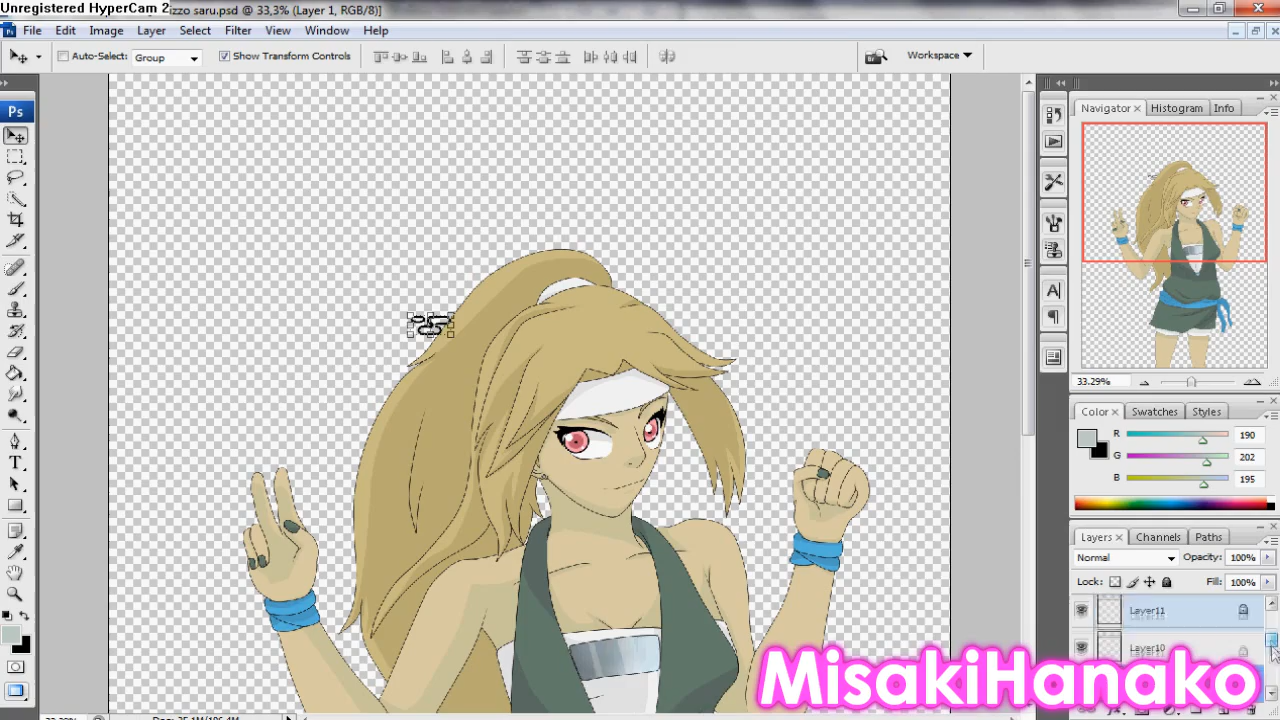 Unregistered HyperCam 2
izzo saru.psd @ 33,3% (Layer 1, RGB/8)]
File Edit Image Layer Select Filter View Window Help
Auto-Select: Group Show Transform Controls Workspace
Ps
Navigator × Histogram Info
33.29%
Color × Swatches Styles
R 190
G 202
B 195
Layers × Channels Paths
Normal Opacity: 100%
Lock: Fill: 100%
Layer11
Layer10
MisakiHanako